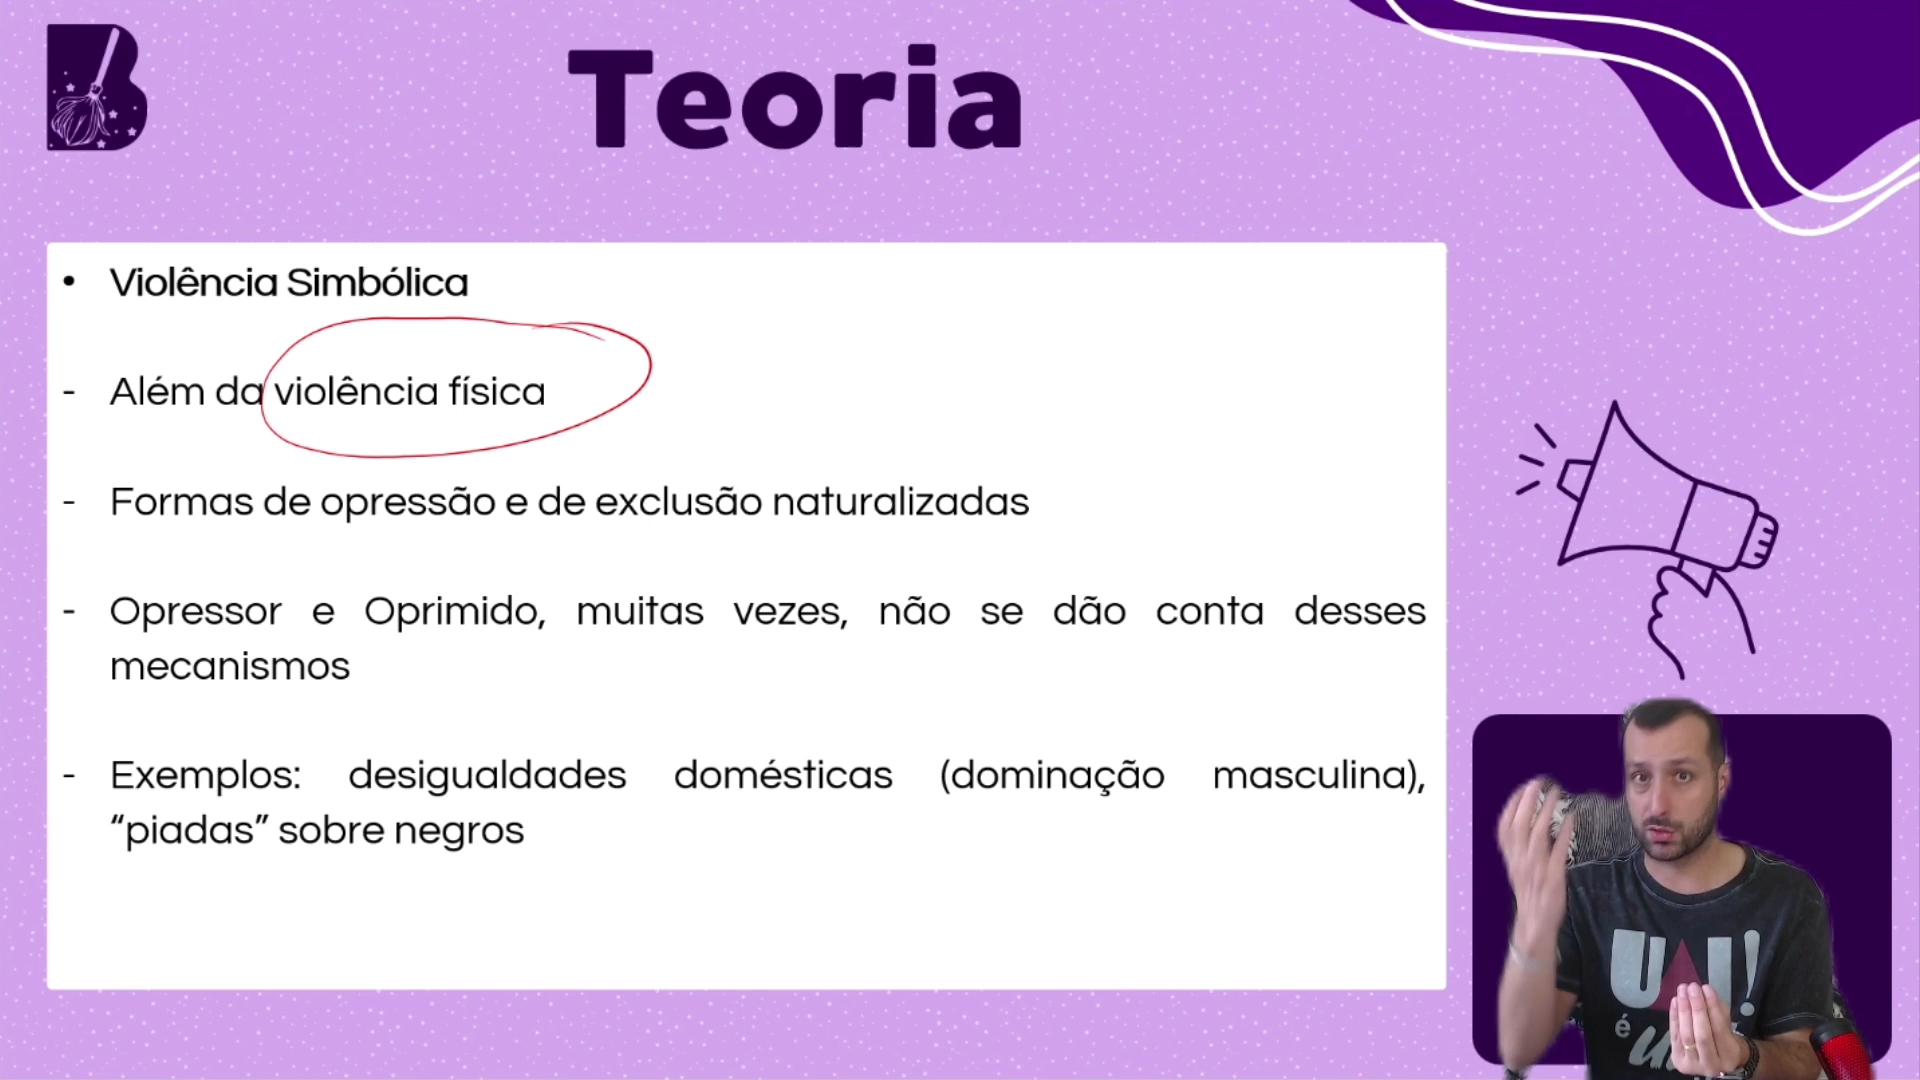 B
Teoria
• Violência Simbólica
- Além da violência física
- Formas de opressão e de exclusão naturalizadas
- Opressor e Oprimido, muitas vezes, não se dão conta desses
mecanismos
- Exemplos: desigualdades domésticas (dominação masculina),
“piadas” sobre negros
UAI!
é